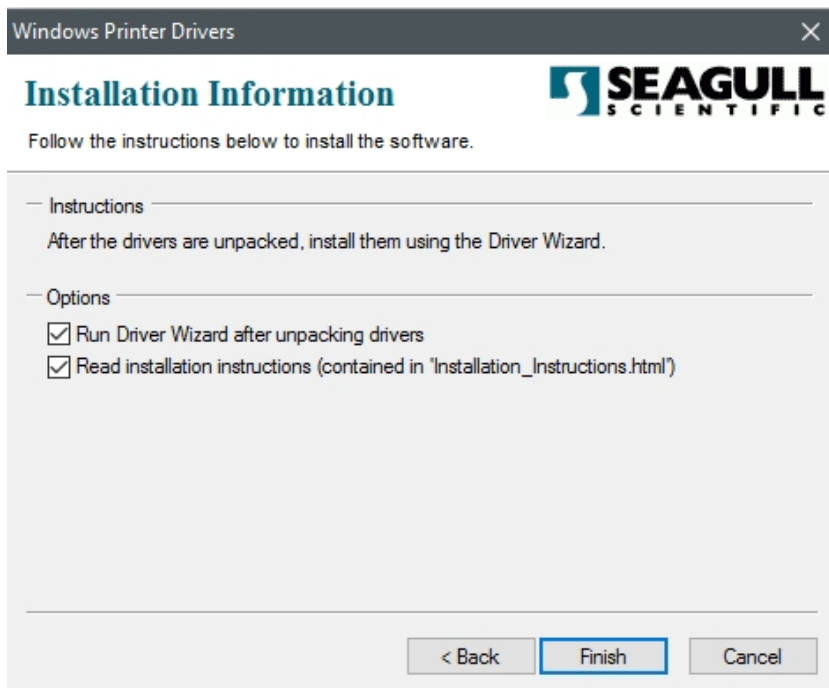 Windows Printer Drivers
Installation Information
SEAGULL
SCIENTIFIC
Follow the instructions below to install the software.
Instructions
After the drivers are unpacked, install them using the Driver Wizard.
Options
Run Driver Wizard after unpacking drivers
Read installation instructions (contained in 'Installation_Instructions.html')
< Back
Finish
Cancel